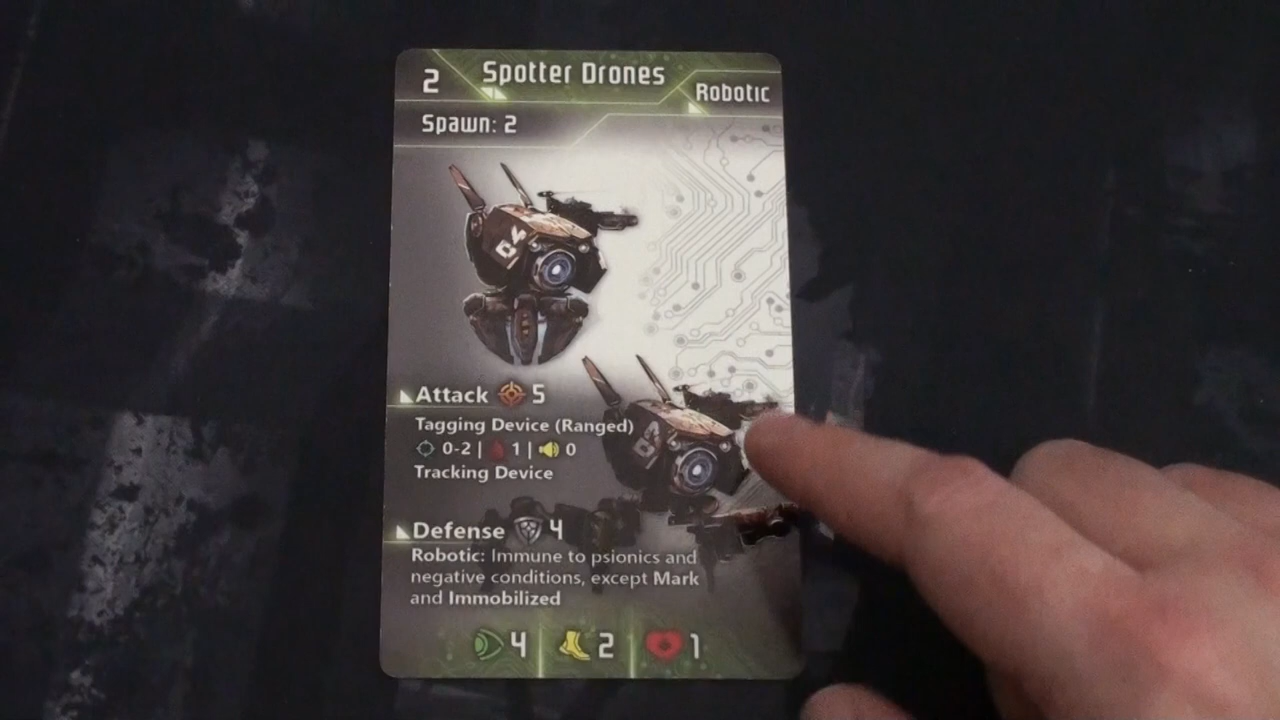 2
Spotter Drones
Robotic
Spawn: 2
04
Attack 5
Tagging Device (Ranged)
0-2 | 1 | 0
Tracking Device
Defense 4
Robotic: Immune to psionics and
negative conditions, except Mark
and Immobilized
4 2 1